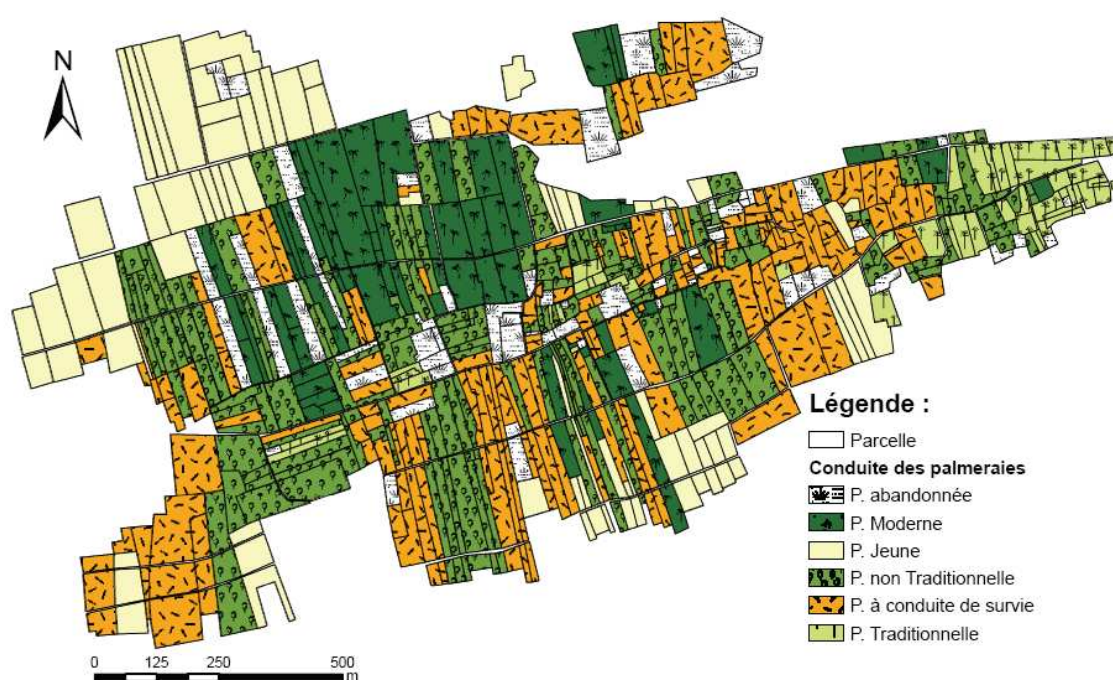 N
Légende :
Parcelle
Conduite des palmeraies
P. abandonnée
P. Moderne
P. Jeune
P. non Traditionnelle
P. à conduite de survie
P. Traditionnelle
0 125 250 500
m